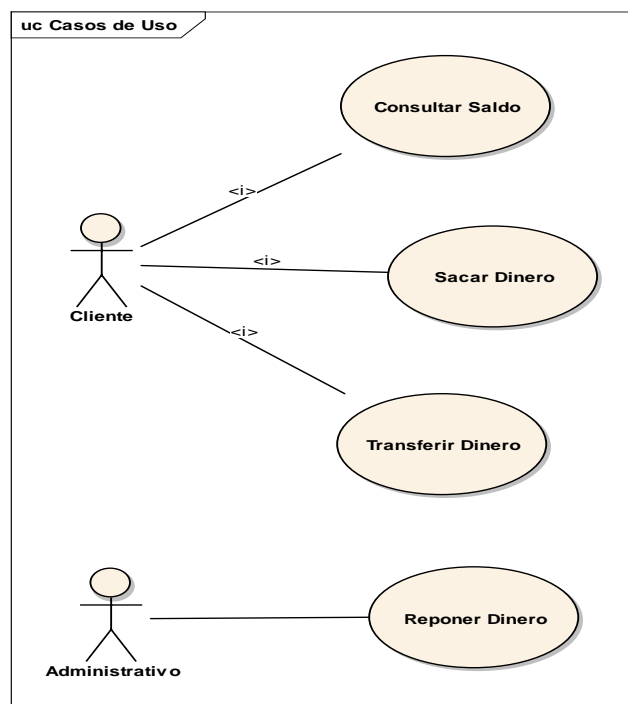 uc Casos de Uso
Consultar Saldo
<i>
<i>
Sacar Dinero
Cliente
<i>
Transferir Dinero
Reponer Dinero
Administrativo